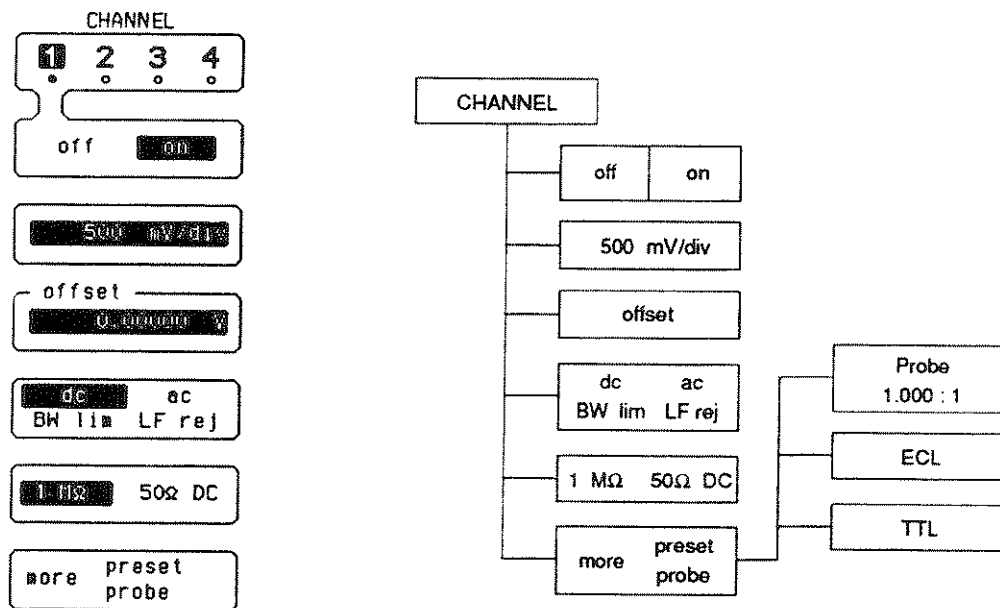 CHANNEL
1 2 3 4
off on
500 mV/div
offset
0.00000 V
dc ac
BW lim LF rej
1 MΩ 50Ω DC
more preset
probe
CHANNEL
off on
500 mV/div
offset
dc ac
BW lim LF rej
1 MΩ 50Ω DC
more preset
probe
Probe
1.000 : 1
ECL
TTL